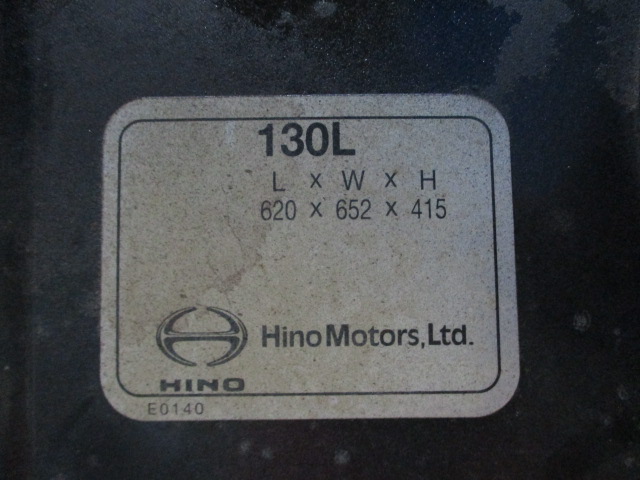 130L
L × W × H
620 × 652 × 415
Hino Motors, Ltd.
HINO
E0140